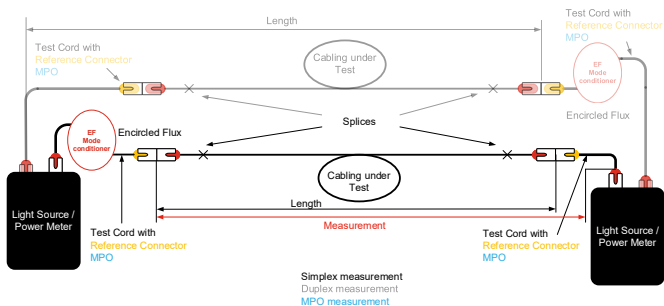 Length
Test Cord with
Reference Connector
MPO
Cabling under
Test
Test Cord with
Reference Connector
MPO
EF
Mode
conditioner
Encircled Flux
EF
Mode
conditioner
Encircled Flux
Splices
Cabling under
Test
Length
Measurement
Light Source /
Power Meter
Test Cord with
Reference Connector
MPO
Test Cord with
Reference Connector
MPO
Light Source /
Power Meter
Simplex measurement
Duplex measurement
MPO measurement